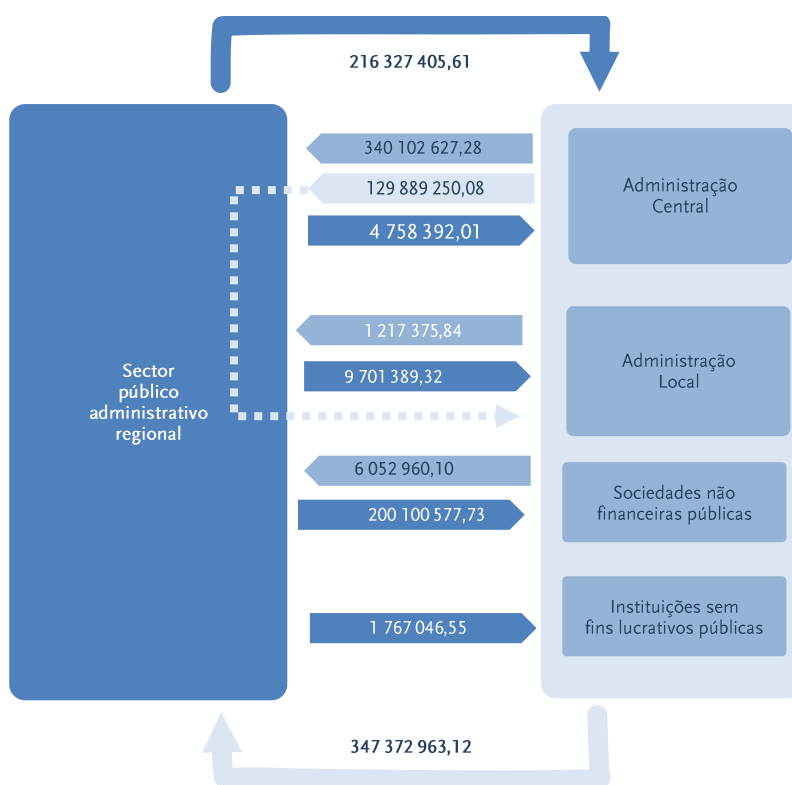 216 327 405,61
340 102 627,28
129 889 250,08
4 758 392,01
Administração
Central
1 217 375,84
9 701 389,32
Administração
Local
Sector
público
administrativo
regional
6 052 960,10
200 100 577,73
Sociedades não
financeiras públicas
1 767 046,55
Instituições sem
fins lucrativos públicas
347 372 963,12